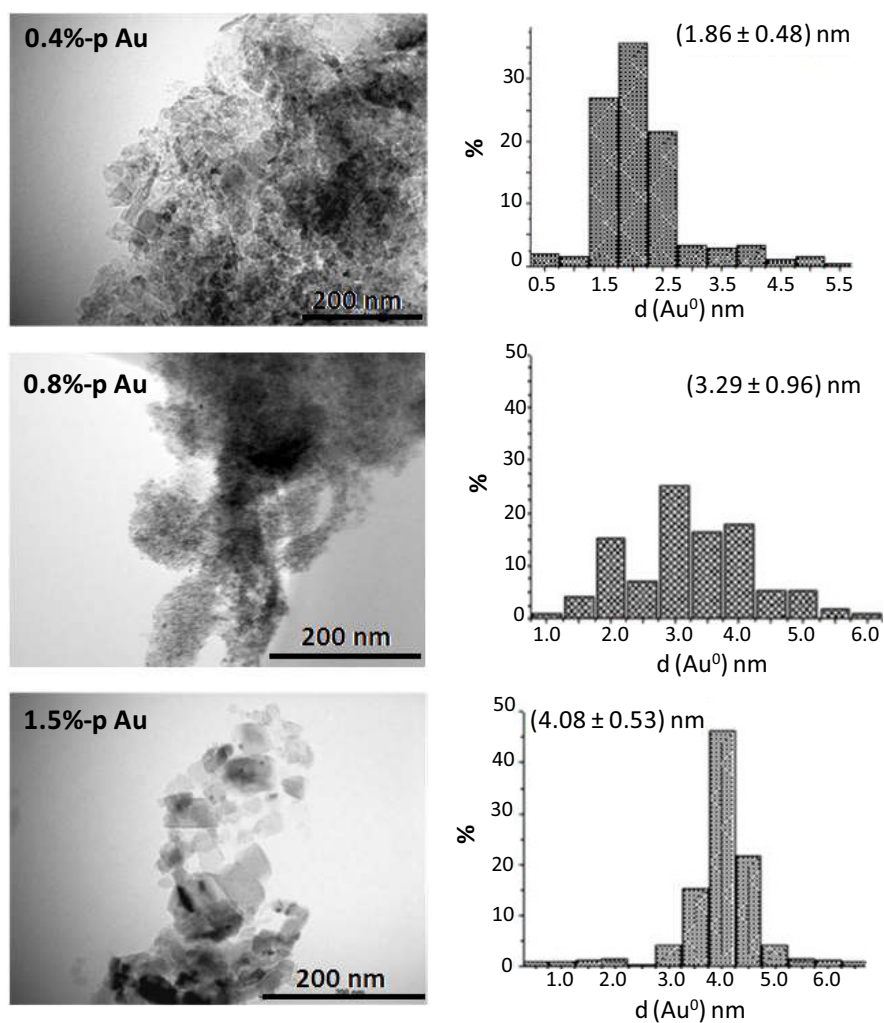 0.4%-p Au
200 nm
(1.86 ± 0.48) nm
%
30
20
10
0
0.5 1.5 2.5 3.5 4.5 5.5
d (Au⁰) nm
0.8%-p Au
200 nm
(3.29 ± 0.96) nm
%
50
40
30
20
10
0
1.0 2.0 3.0 4.0 5.0 6.0
d (Au⁰) nm
1.5%-p Au
200 nm
(4.08 ± 0.53) nm
%
50
40
30
20
10
0
1.0 2.0 3.0 4.0 5.0 6.0
d (Au⁰) nm